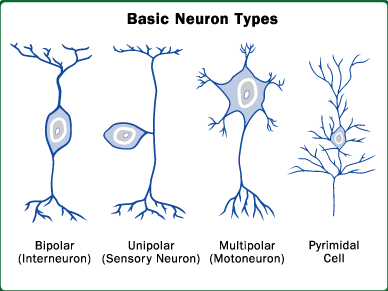 Basic Neuron Types
Bipolar
(Interneuron)
Unipolar
(Sensory Neuron)
Multipolar
(Motoneuron)
Pyrimidal
Cell